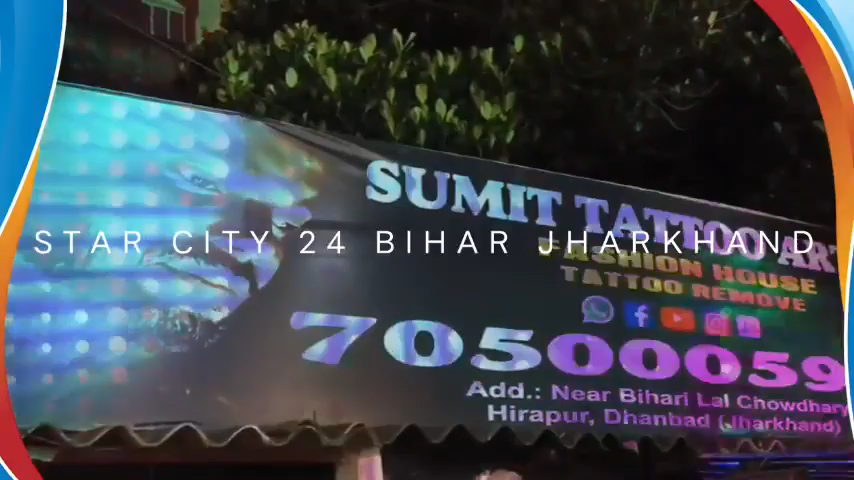 SUMIT TATTOO
STAR CITY 24 BIHAR JHARKHAND
FASHION HOUSE
TATTOO REMOVE
70500059
Add.: Near Bihari Lal Chowdhary
Hirapur, Dhanbad (Jharkhand)